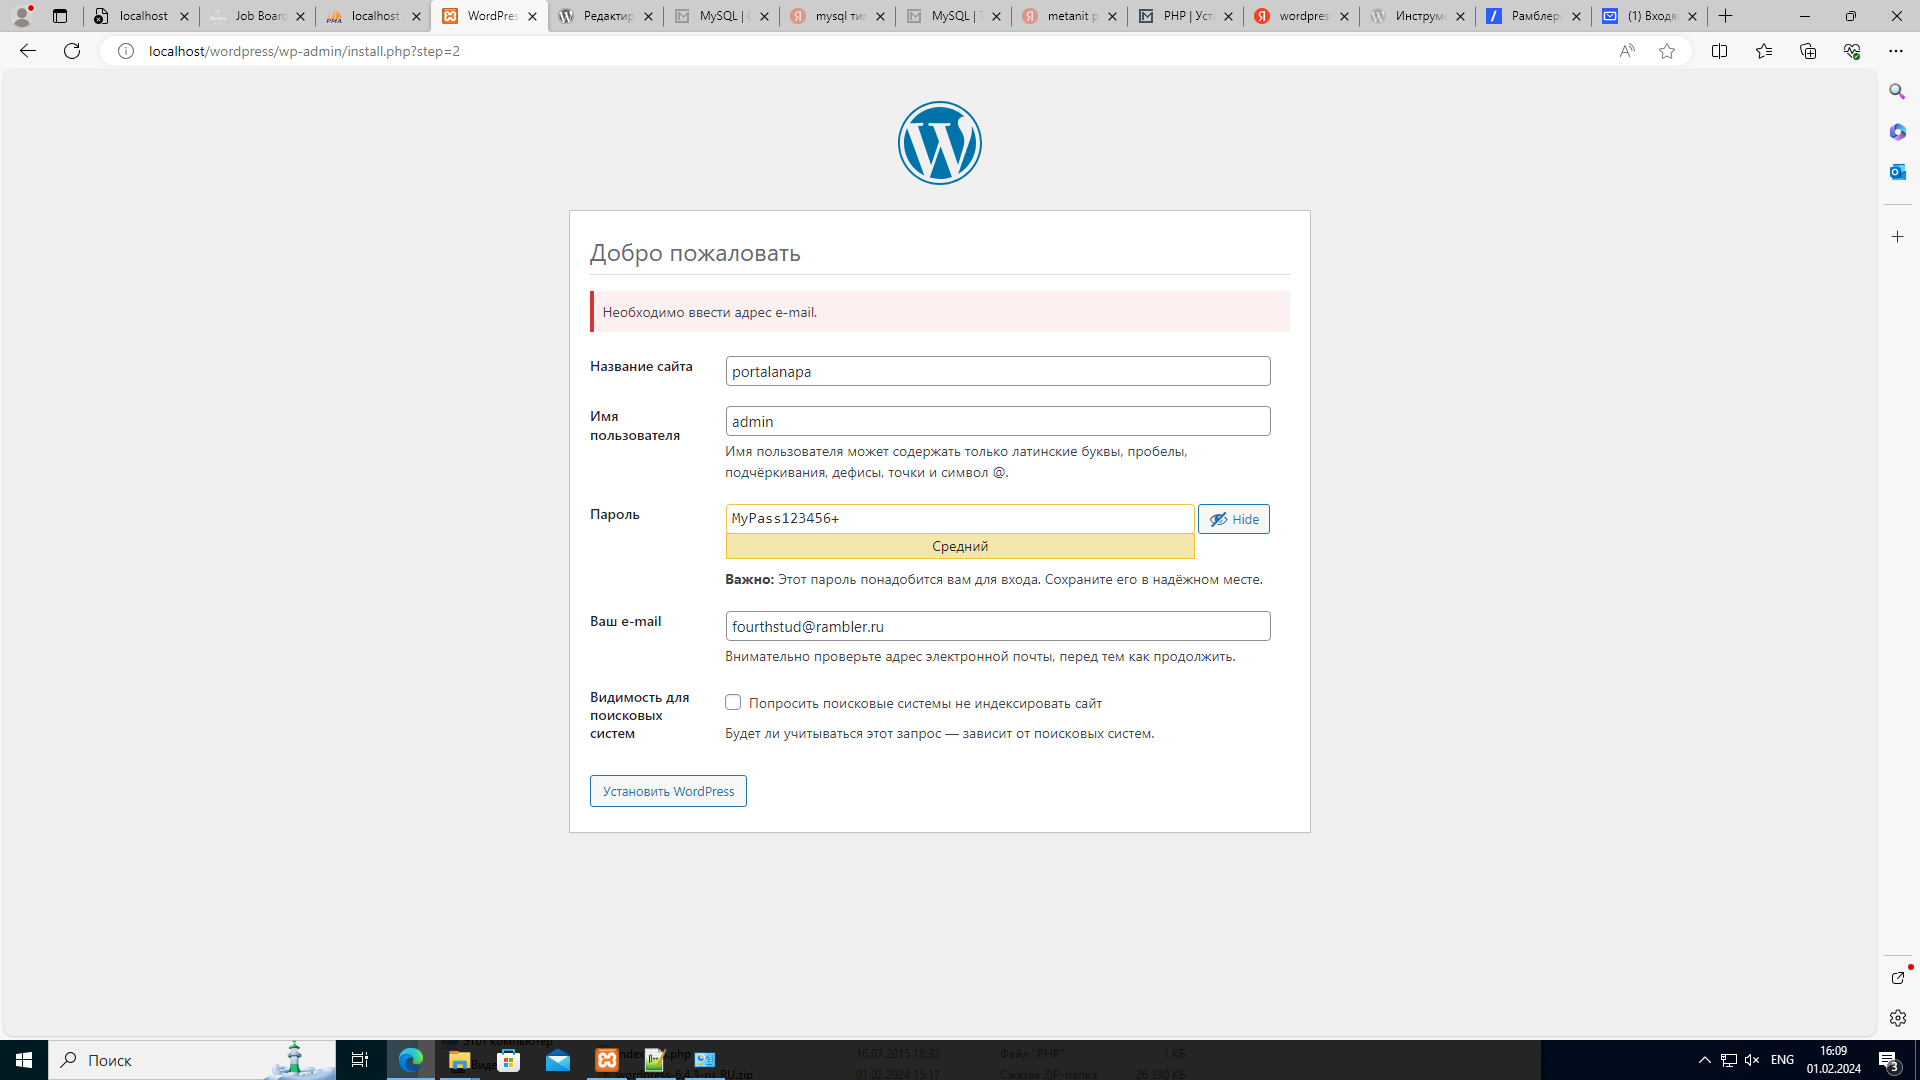 localhost
Job Board
localhost
WordPres
Редактир
MySQL | С
mysql тиг
MySQL | Т
metanit p
PHP | Уста
wordpres
Инструме
Рамблер/
(1) Входя
localhost/wordpress/wp-admin/install.php?step=2
Добро пожаловать
Необходимо ввести адрес e-mail.
Название сайта
portalanapa
Имя
пользователя
admin
Имя пользователя может содержать только латинские буквы, пробелы,
подчёркивания, дефисы, точки и символ @.
Пароль
MyPass123456+
Hide
Средний
Важно: Этот пароль понадобится вам для входа. Сохраните его в надёжном месте.
Ваш e-mail
fourthstud@rambler.ru
Внимательно проверьте адрес электронной почты, перед тем как продолжить.
Видимость для
поисковых
систем
Попросить поисковые системы не индексировать сайт
Будет ли учитываться этот запрос — зависит от поисковых систем.
Установить WordPress
Этот компьютер
16.07.2015 18:32
Файл "PHP"
1 КБ
wordpress-6.4.3-ru_RU.zip
01.02.2024 15:17
Сжатая ZIP-папка
26 330 КБ
Поиск
ENG
16:09
01.02.2024
3